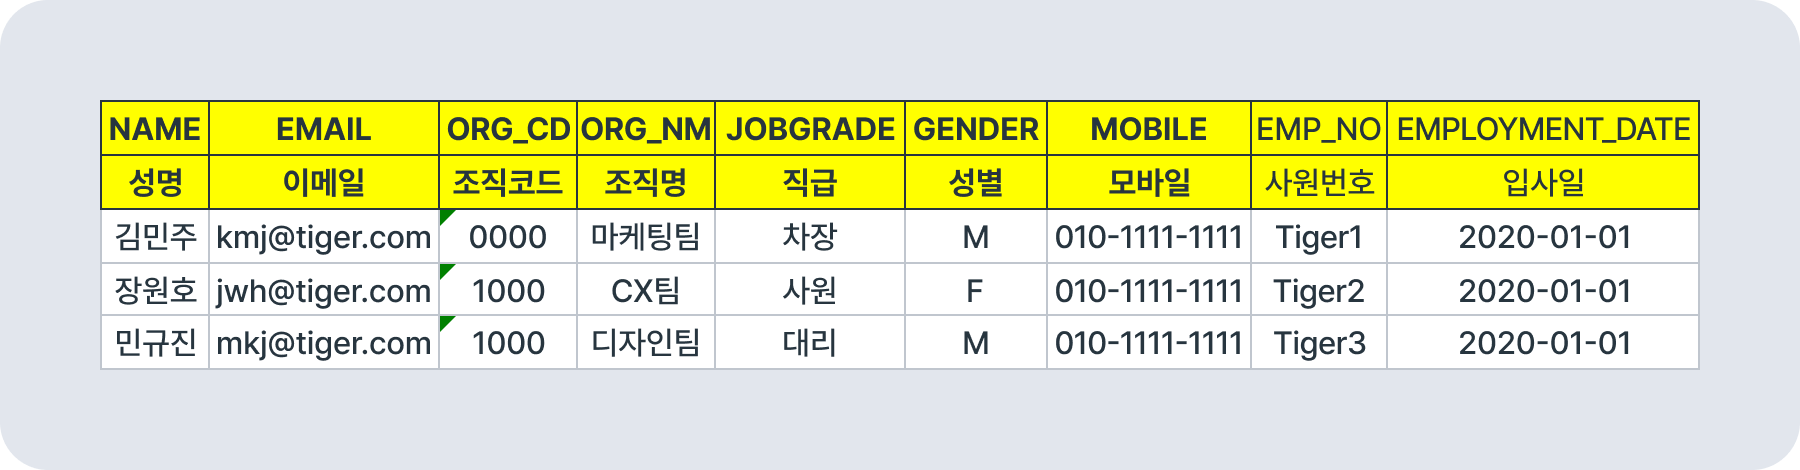 NAME EMAIL ORG_CD ORG_NM JOBGRADE GENDER MOBILE EMP_NO EMPLOYMENT_DATE
성명 이메일 조직코드 조직명 직급 성별 모바일 사원번호 입사일
김민주 kmj@tiger.com 0000 마케팅팀 차장 M 010-1111-1111 Tiger1 2020-01-01
장원호 jwh@tiger.com 1000 CX팀 사원 F 010-1111-1111 Tiger2 2020-01-01
민규진 mkj@tiger.com 1000 디자인팀 대리 M 010-1111-1111 Tiger3 2020-01-01